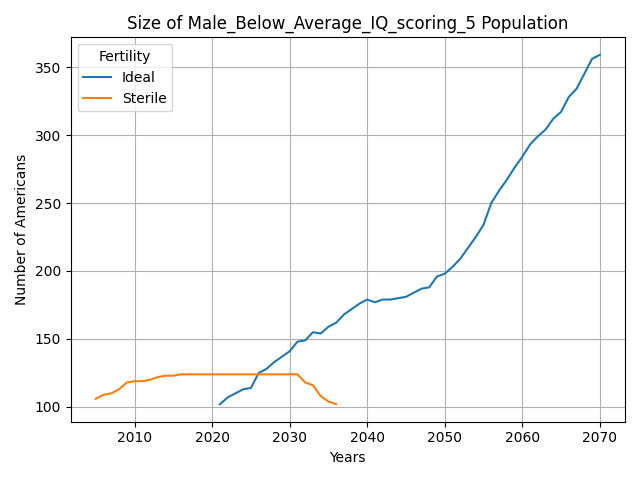 Size of Male_Below_Average_IQ_scoring_5 Population
Fertility
Ideal
Sterile
Number of Americans
350
300
250
200
150
100
2010 2020 2030 2040 2050 2060 2070
Years